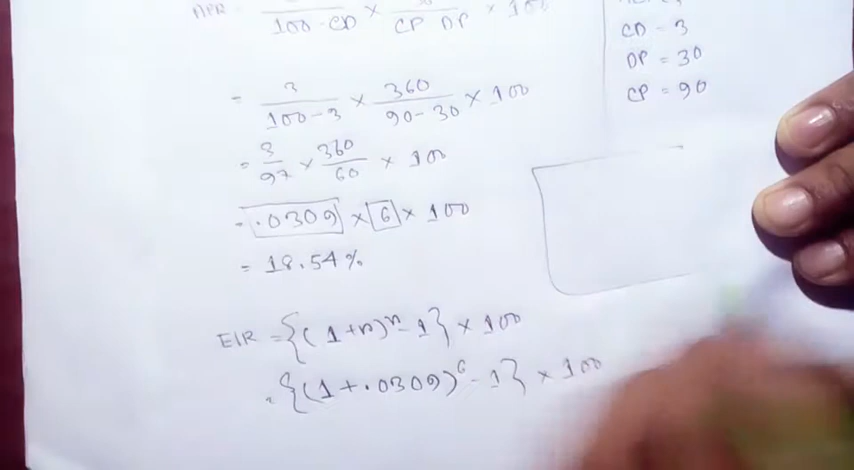 APR
100-CD × CP DP × 100
CD - 3
DP = 30
CP = 90
= 3/100-3 × 360/90-30 × 100
= 3/97 × 360/60 × 100
= .0309 × 6 × 100
= 18.54%
EIR = {(1+r)^n - 1} × 100
= {(1+.0309)^6 - 1} × 100